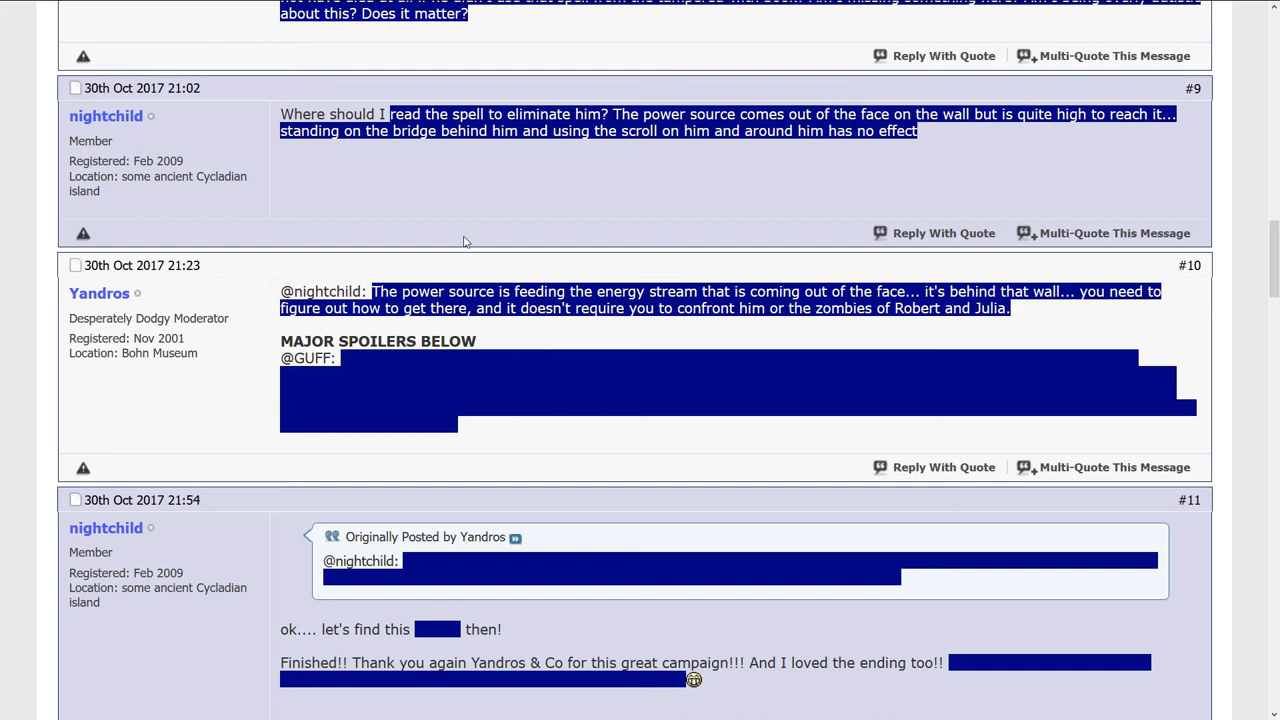 about this? Does it matter?
Reply With Quote
Multi-Quote This Message
30th Oct 2017 21:02
#9
nightchild
Member
Registered: Feb 2009
Location: some ancient Cycladian
island
Where should I read the spell to eliminate him? The power source comes out of the face on the wall but is quite high to reach it...
standing on the bridge behind him and using the scroll on him and around him has no effect
Reply With Quote
Multi-Quote This Message
30th Oct 2017 21:23
#10
Yandros
Desperately Dodgy Moderator
Registered: Nov 2001
Location: Bohn Museum
@nightchild: The power source is feeding the energy stream that is coming out of the face... it's behind that wall... you need to
figure out how to get there, and it doesn't require you to confront him or the zombies of Robert and Julia.
MAJOR SPOILERS BELOW
@GUFF:
Reply With Quote
Multi-Quote This Message
30th Oct 2017 21:54
#11
nightchild
Member
Registered: Feb 2009
Location: some ancient Cycladian
island
Originally Posted by Yandros
@nightchild:
ok.... let's find this then!
Finished!! Thank you again Yandros & Co for this great campaign!!! And I loved the ending too!!